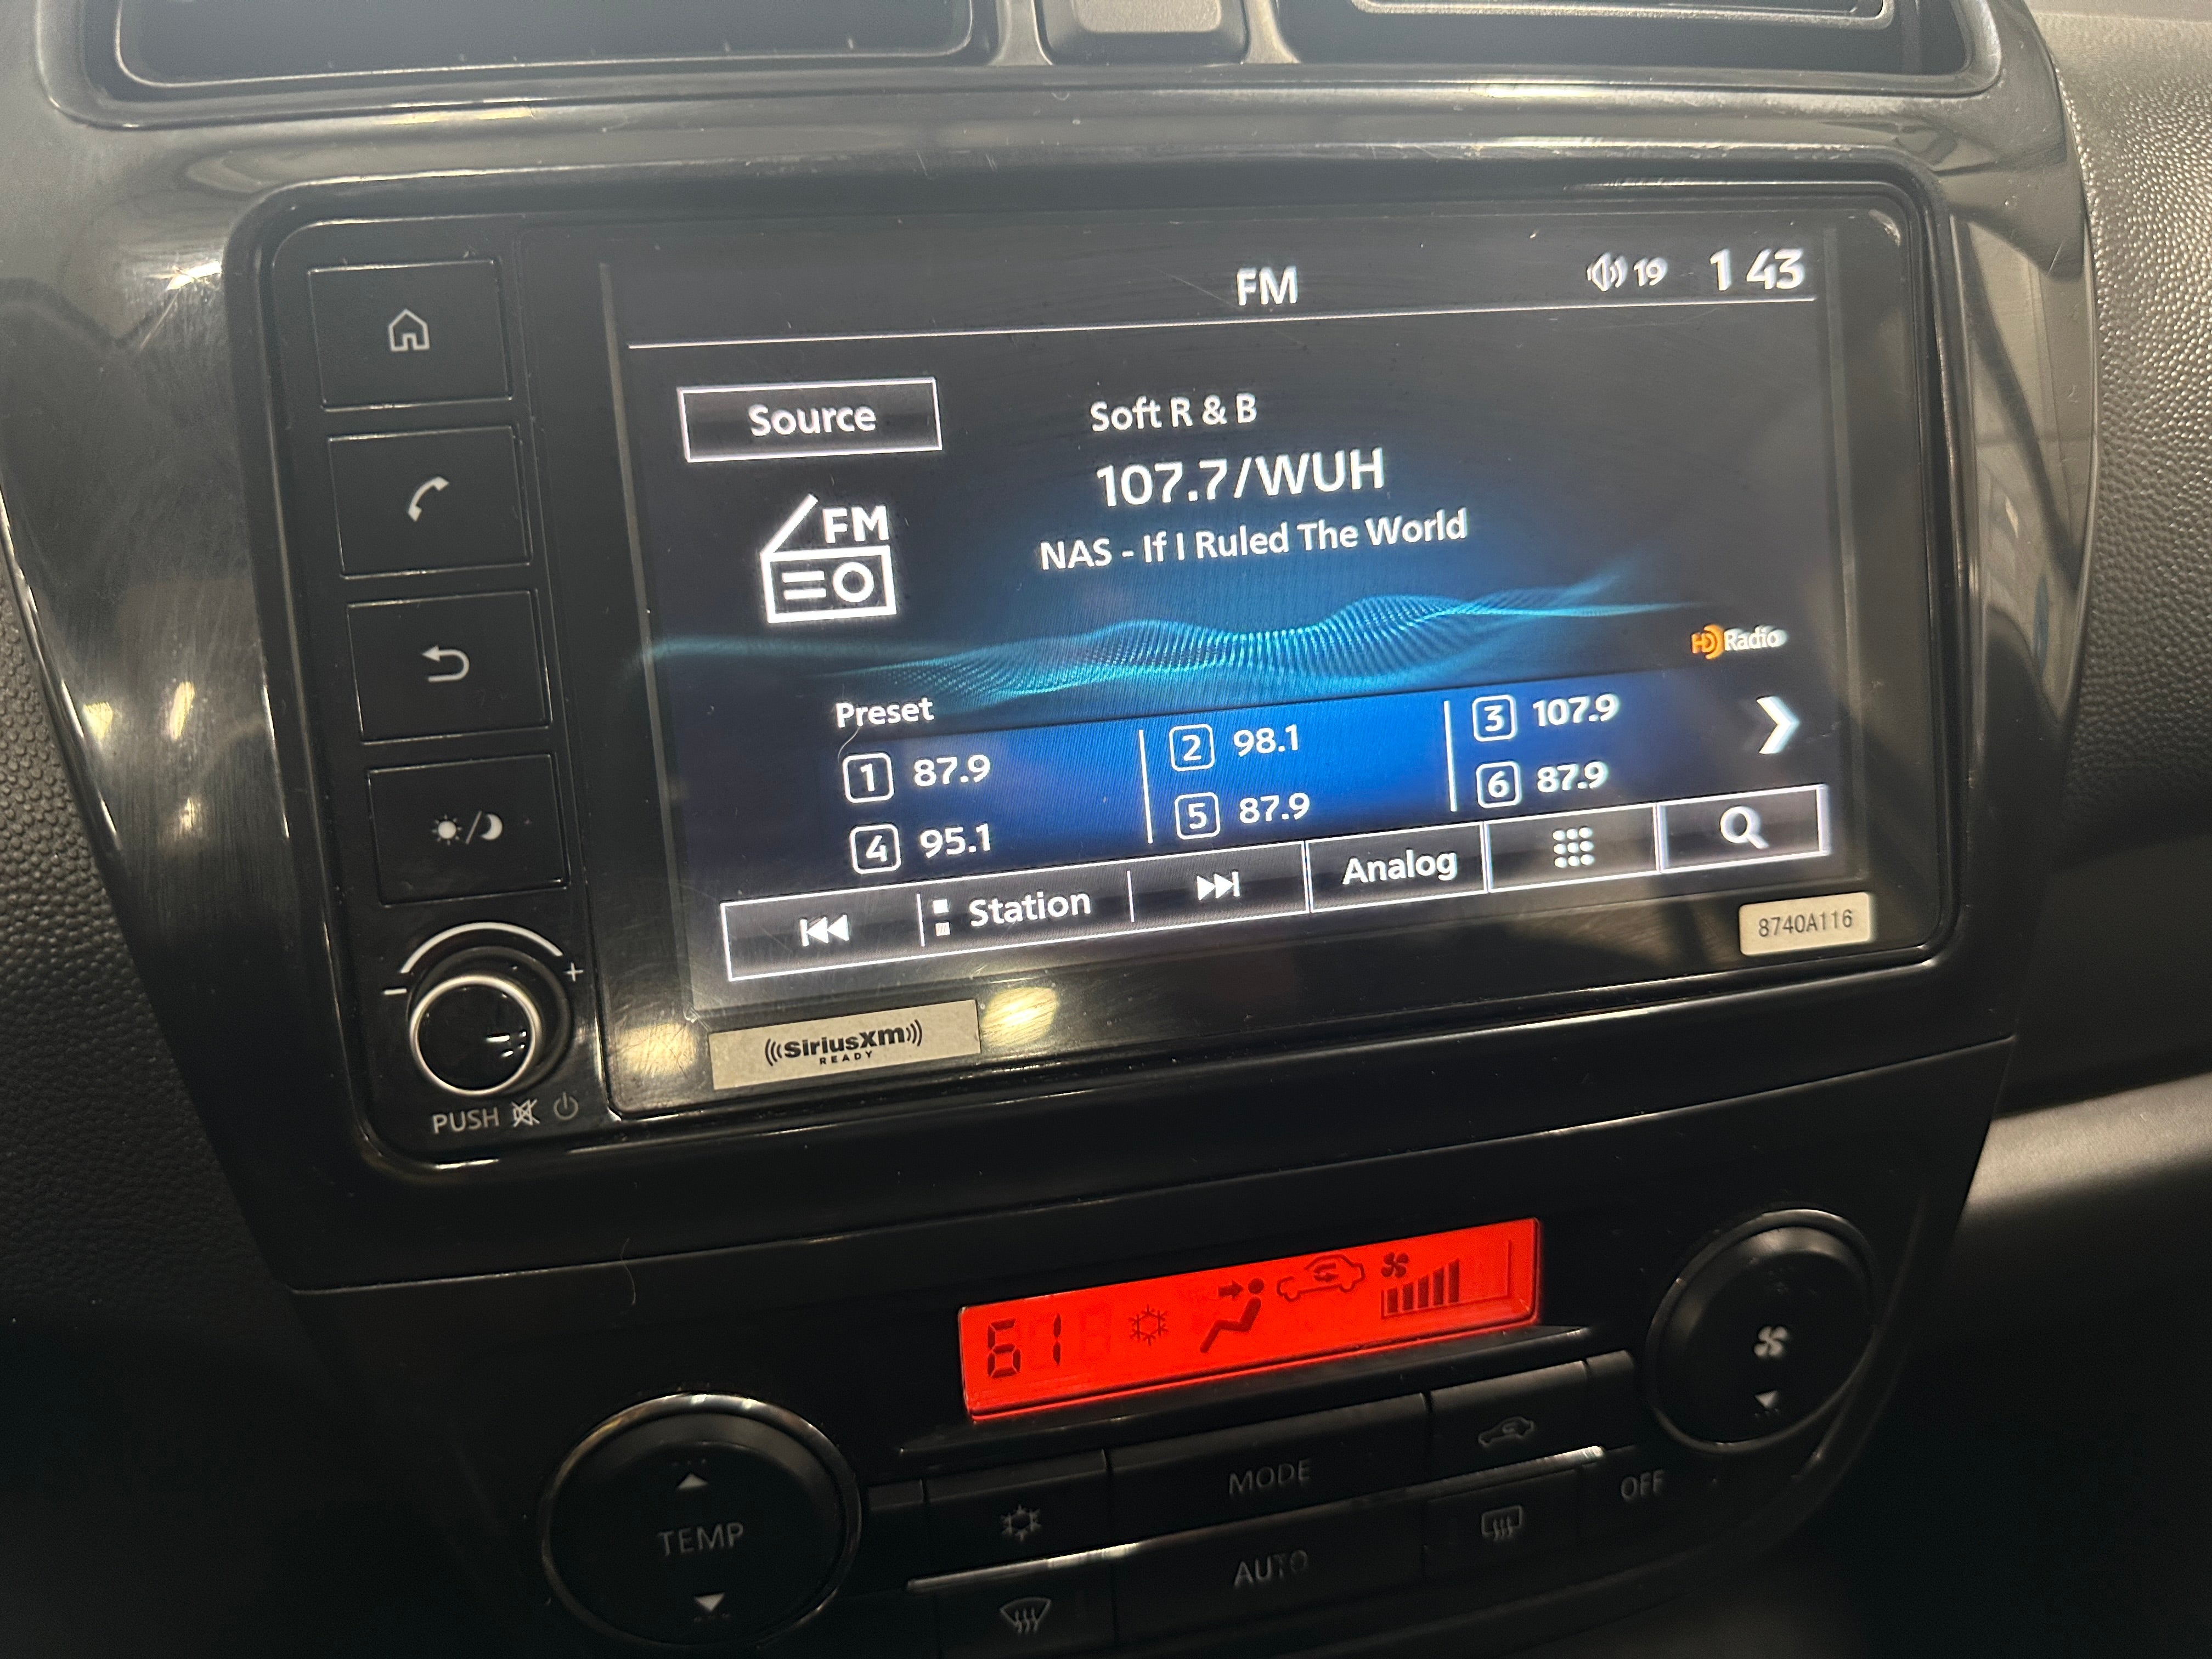 FM
19 1 43
Source
Soft R & B
107.7/WUH
NAS - If I Ruled The World
FM
HD Radio
Preset
1 87.9
2 98.1
3 107.9
4 95.1
5 87.9
6 87.9
Station
Analog
8740A116
((siriusxm))
READY
- +
PUSH
61
TEMP
MODE
OFF
AUTO